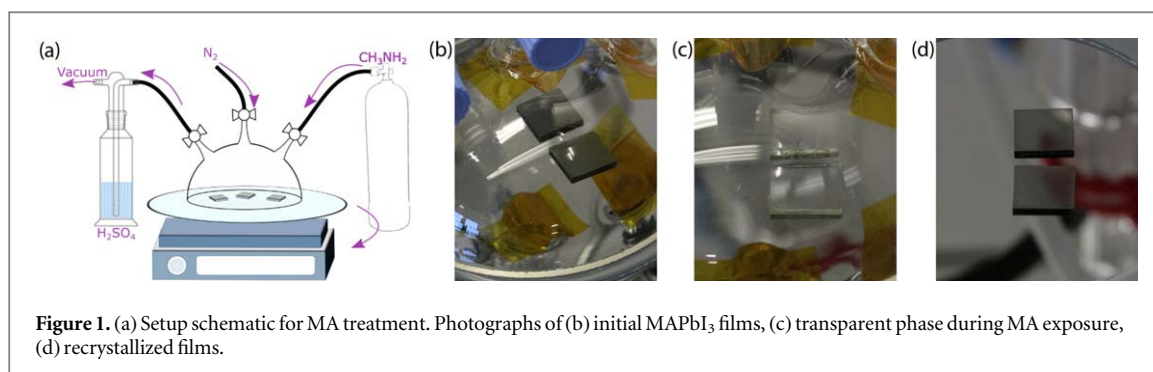 (a)
N₂
CH₃NH₂
Vacuum
H₂SO₄
(b)
(c)
(d)
Figure 1. (a) Setup schematic for MA treatment. Photographs of (b) initial MAPbI₃ films, (c) transparent phase during MA exposure,
(d) recrystallized films.